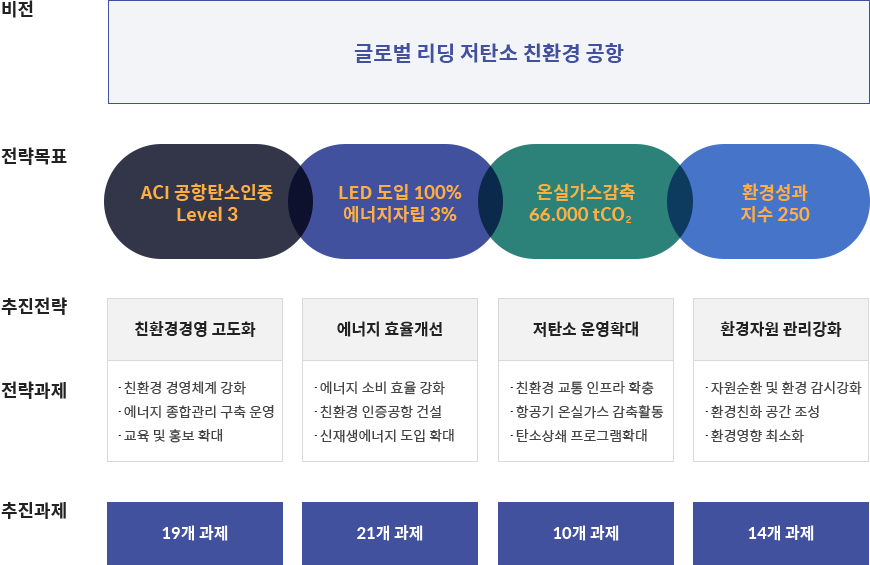 비전
글로벌 리딩 저탄소 친환경 공항
전략목표
ACI 공항탄소인증
Level 3
LED 도입 100%
에너지자립 3%
온실가스감축
66.000 tCO₂
환경성과
지수 250
추진전략
친환경경영 고도화
에너지 효율개선
저탄소 운영확대
환경자원 관리강화
전략과제
· 친환경 경영체계 강화
· 에너지 종합관리 구축 운영
· 교육 및 홍보 확대
· 에너지 소비 효율 강화
· 친환경 인증공항 건설
· 신재생에너지 도입 확대
· 친환경 교통 인프라 확충
· 항공기 온실가스 감축활동
· 탄소상쇄 프로그램확대
· 자원순환 및 환경 감시강화
· 환경친화 공간 조성
· 환경영향 최소화
추진과제
19개 과제
21개 과제
10개 과제
14개 과제